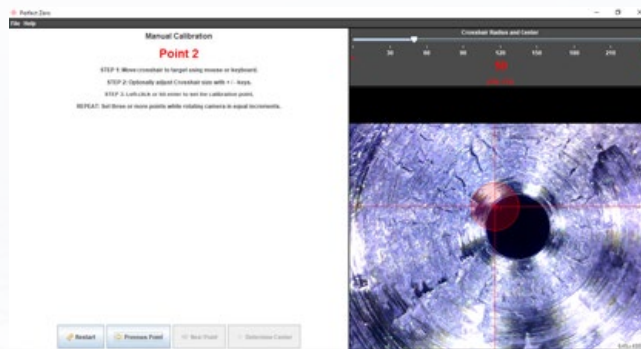 Perfect Zero
File Help
Manual Calibration
Point 2
STEP 1: Move crosshair to target using mouse or keyboard.
STEP 2: Optionally adjust Crosshair size with +/- keys.
STEP 3: Left-click or hit enter to set the calibration point.
REPEAT: Set three or more points while rotating camera in equal increments.
Restart
Previous Point
Next Point
Determine Center
Crosshair Radius and Center
30 60 90 120 150 180 210